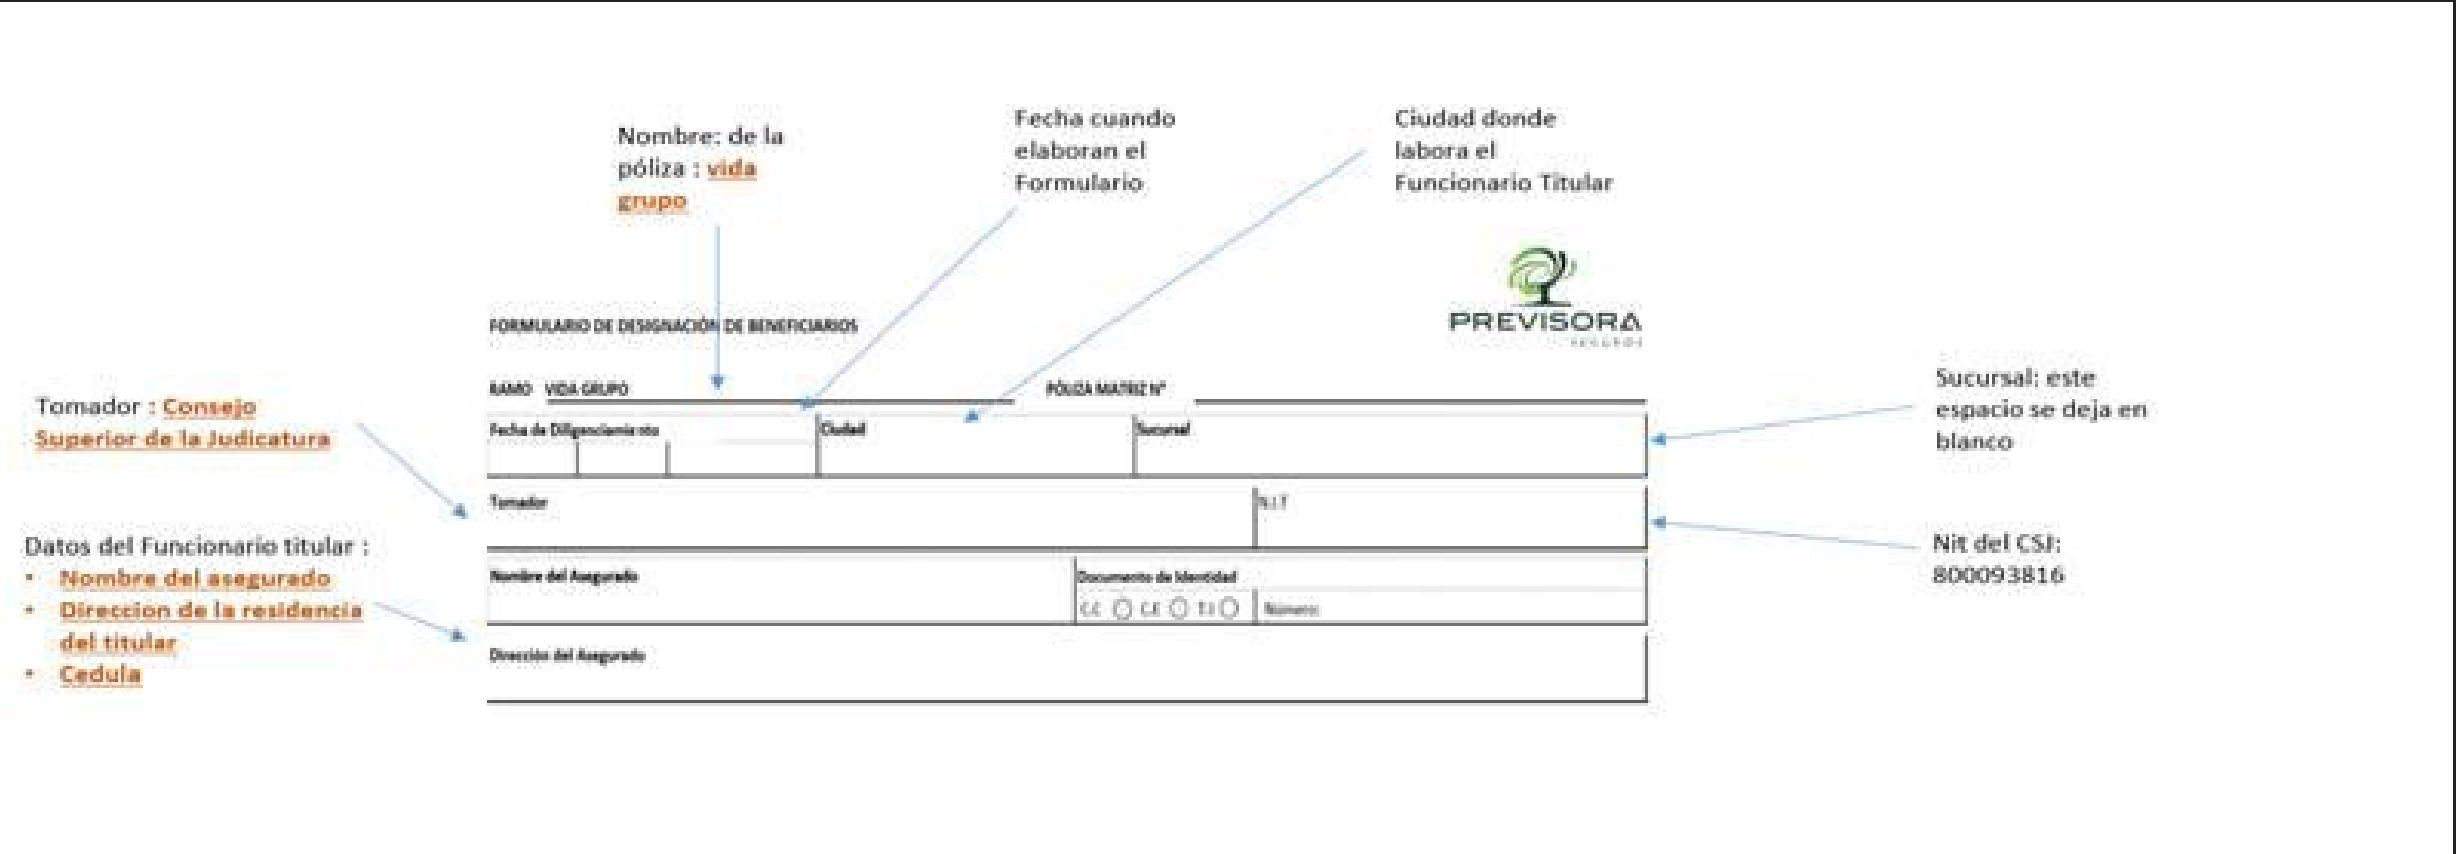 Nombre: de la
póliza : vida
grupo
Fecha cuando
elaboran el
Formulario
Ciudad donde
labora el
Funcionario Titular
PREVISORA
SEGUROS
FORMULARIO DE DESIGNACIÓN DE BENEFICIARIOS
RAMO VIDA GRUPO
PÓLIZA MATRIZ N°
Tomador : Consejo
Superior de la Judicatura
Sucursal: este
espacio se deja en
blanco
Fecha de Diligenciamie nto
Ciudad
Sucursal
Tomador
N.I.T
Datos del Funcionario titular :
• Nombre del asegurado
• Direccion de la residencia
del titular
• Cedula
Nit del CSJ:
800093816
Nombre del Asegurado
Documento de Identidad
C.C C.E T.I Número:
Dirección del Asegurado